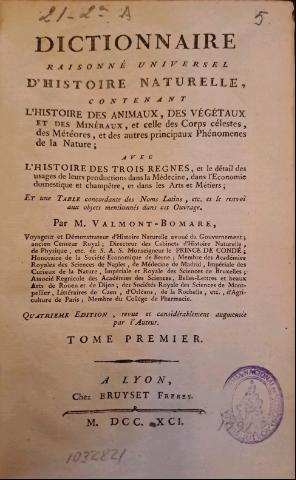 21-2ª A
5
DICTIONNAIRE
RAISONNÉ UNIVERSEL
D'HISTOIRE NATURELLE,
CONTENANT
L'HISTOIRE DES ANIMAUX, DES VÉGÉTAUX
ET DES MINÉRAUX, et celle des Corps célestes,
des Météores, et des autres principaux Phénomenes
de la Nature;
AVEC
L'HISTOIRE DES TROIS REGNES, et le détail des
usages de leurs productions dans la Médecine, dans l'Économie
domestique et champêtre, et dans les Arts et Métiers;
Et une TABLE concordante des Noms Latins, etc. et le renvoi
aux objets mentionnés dans cet Ouvrage.
Par M. VALMONT-BOMARE,
Voyageur et Démonstrateur d'Histoire Naturelle avoué du Gouvernement;
ancien Censeur Royal; Directeur des Cabinets d'Histoire Naturelle,
de Physique, etc. de S. A. S. Monseigneur le PRINCE DE CONDÉ;
Honoraire de la Société Économique de Berne; Membre des Académies
Royales des Sciences de Naples, de Médecine de Madrid, Impériale des
Curieux de la Nature, Impériale et Royale des Sciences de Bruxelles;
Associé Regnicole des Académies des Sciences, Belles-Lettres et beaux
Arts de Rouen et de Dijon; des Sociétés Royale des Sciences de Mont-
pellier, Littéraires de Caen, d'Orléans, de la Rochelle, etc., d'Agri-
culture de Paris; Membre du Collége de Pharmacie.
QUATRIEME ÉDITION, revue et considérablement augmentée
par l'Auteur.
TOME PREMIER.
A LYON,
Chez BRUYSET FRERES.
M. DCC. XCI.
1032821